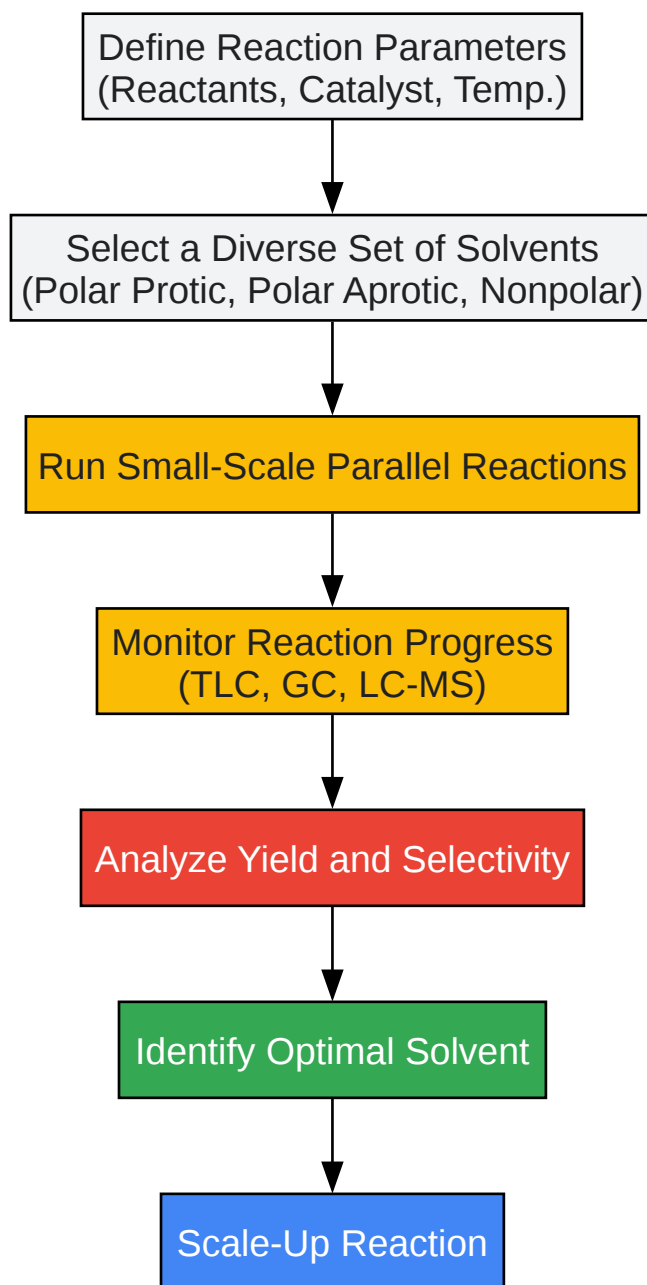 Define Reaction Parameters
(Reactants, Catalyst, Temp.)
Select a Diverse Set of Solvents
(Polar Protic, Polar Aprotic, Nonpolar)
Run Small-Scale Parallel Reactions
Monitor Reaction Progress
(TLC, GC, LC-MS)
Analyze Yield and Selectivity
Identify Optimal Solvent
Scale-Up Reaction